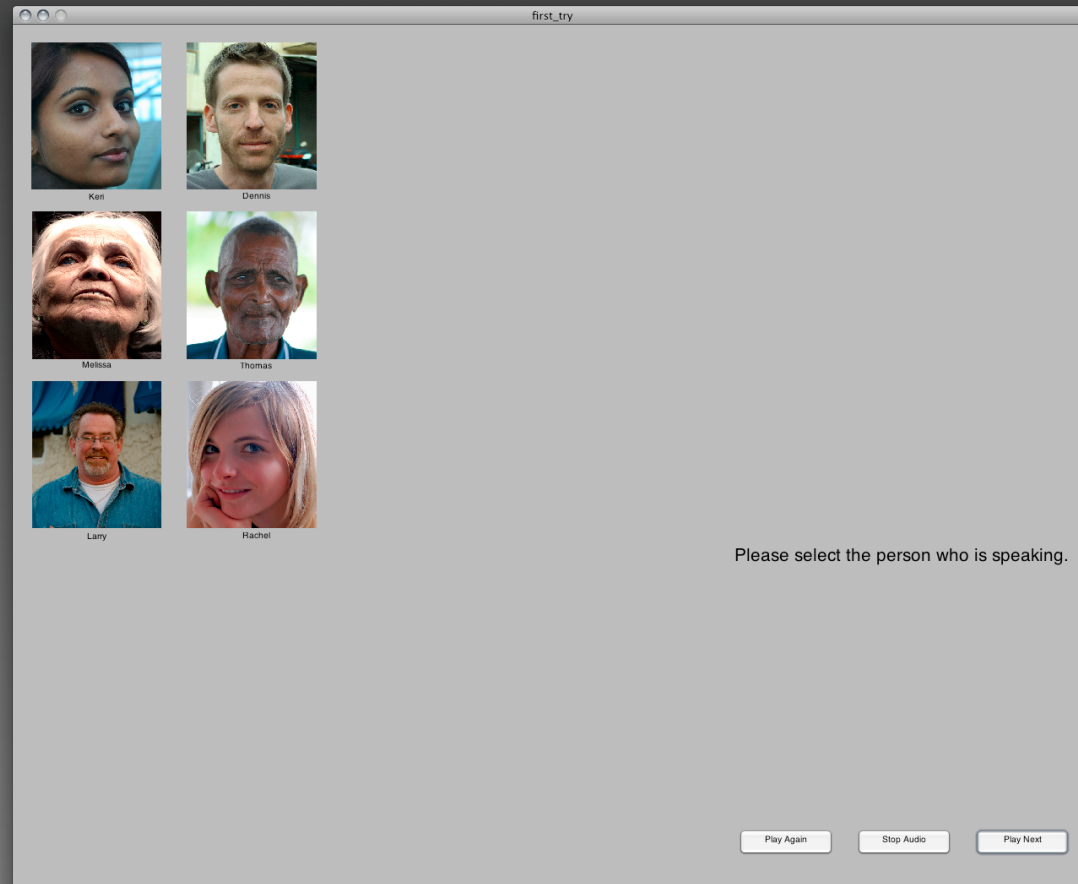 first_try
Keri Dennis
Melissa Thomas
Larry Rachel
Please select the person who is speaking.
Play Again Stop Audio Play Next